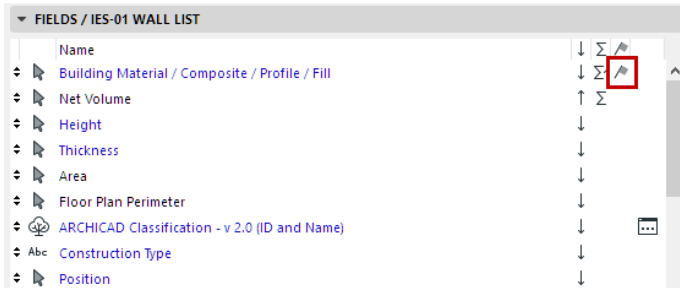 FIELDS / IES-01 WALL LIST
Name ↓ Σ
Building Material / Composite / Profile / Fill ↓ Σ
Net Volume ↑ Σ
Height ↓
Thickness ↓
Area ↓
Floor Plan Perimeter ↓
ARCHICAD Classification - v 2.0 (ID and Name) ↓
Abc Construction Type ↓
Position ↓